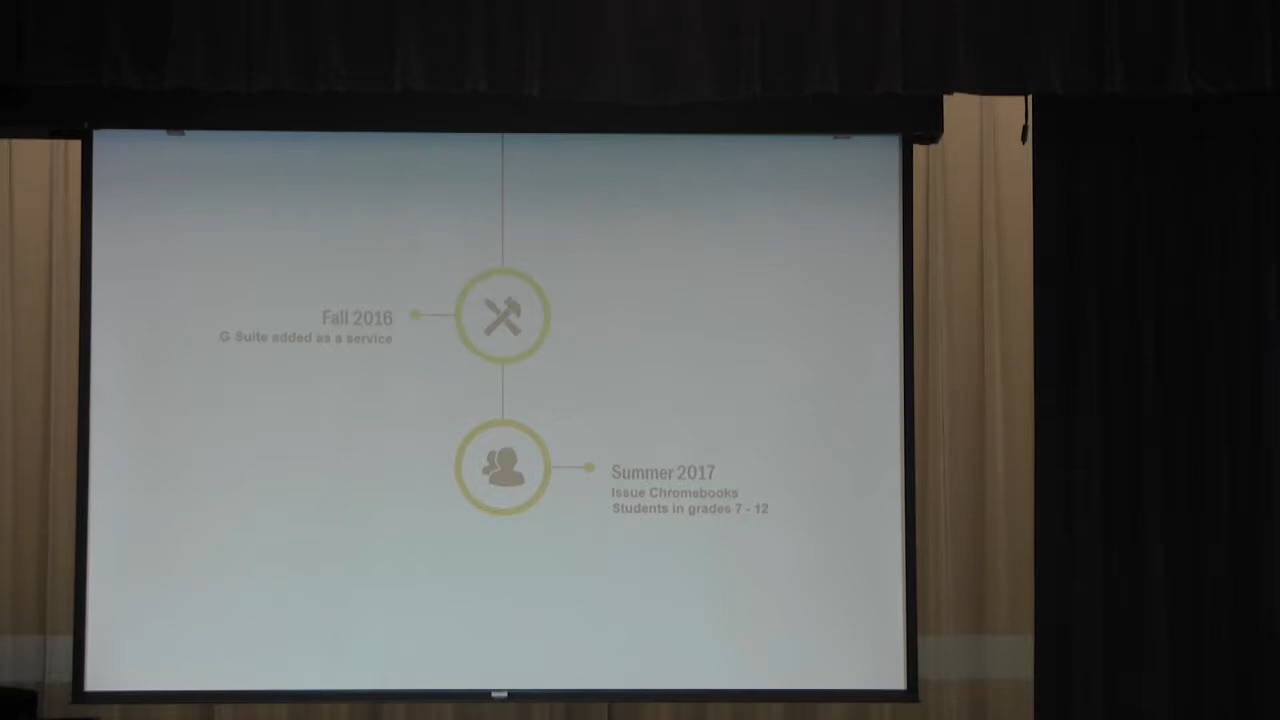 Fall 2016
G Suite added as a service
Summer 2017
Issue Chromebooks
Students in grades 7 - 12